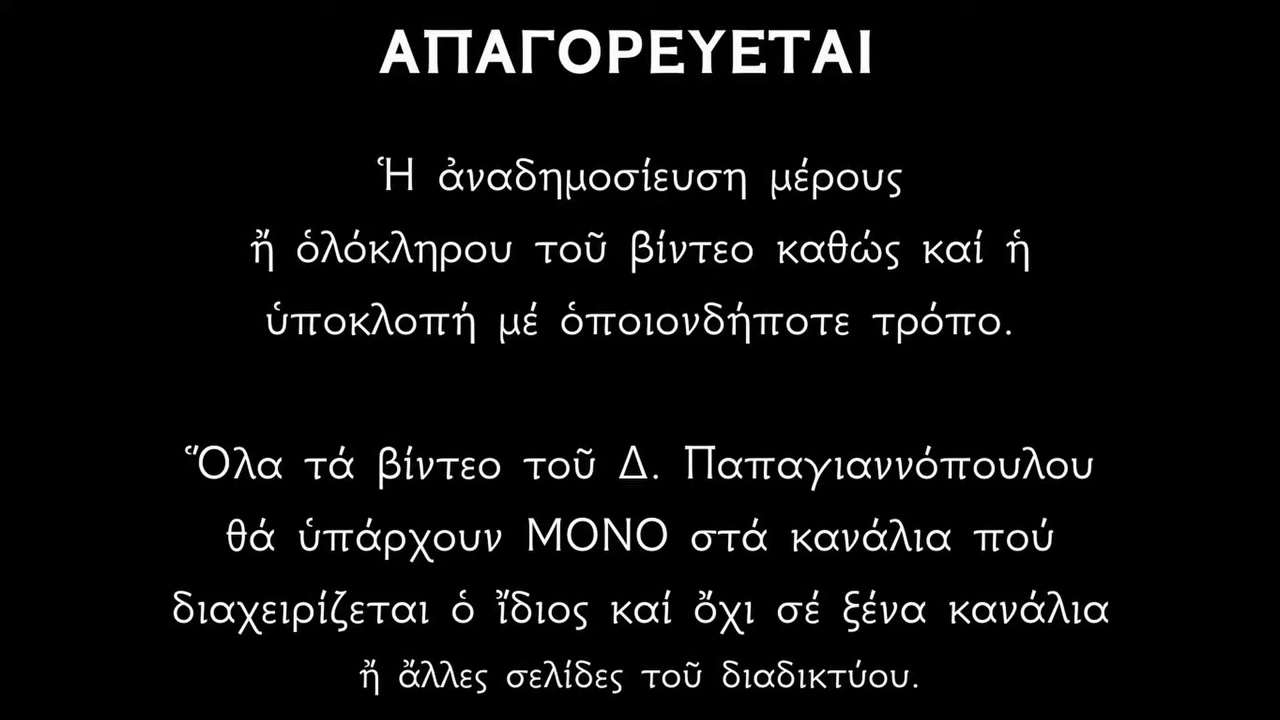 ΑΠΑΓΟΡΕΥΕΤΑΙ
Ἡ ἀναδημοσίευση μέρους
ἤ ὁλόκληρου τοῦ βίντεο καθώς καί ἡ
ὑποκλοπή μέ ὁποιονδήποτε τρόπο.
Ὅλα τά βίντεο τοῦ Δ. Παπαγιαννόπουλου
θά ὑπάρχουν ΜΟΝΟ στά κανάλια πού
διαχειρίζεται ὁ ἴδιος καί ὄχι σέ ξένα κανάλια
ἤ ἄλλες σελίδες τοῦ διαδικτύου.